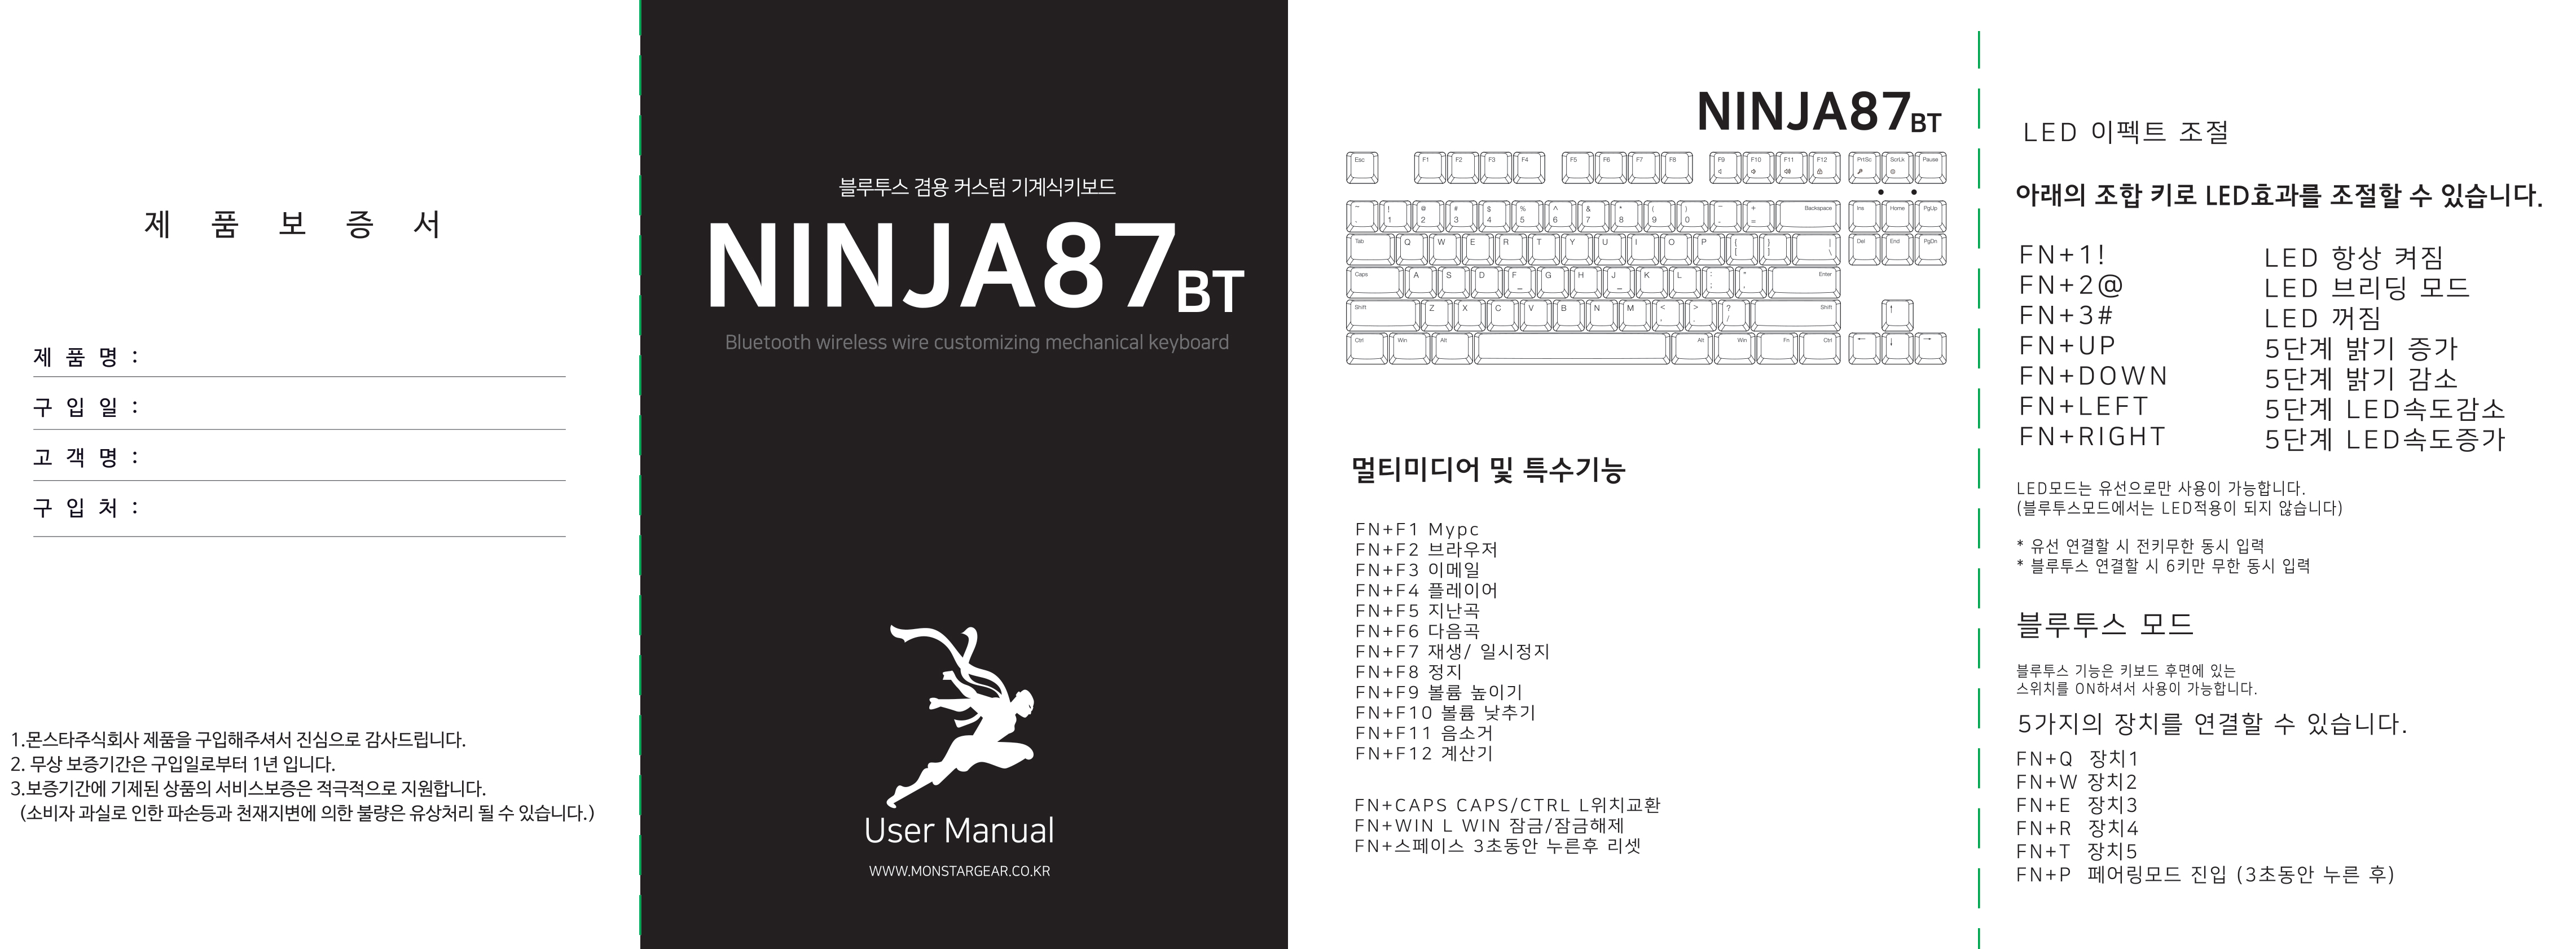 제 품 보 증 서
제 품 명 :
구 입 일 :
고 객 명 :
구 입 처 :
1.몬스타주식회사 제품을 구입해주셔서 진심으로 감사드립니다.
2. 무상 보증기간은 구입일로부터 1년 입니다.
3.보증기간에 기제된 상품의 서비스보증은 적극적으로 지원합니다.
(소비자 과실로 인한 파손등과 천재지변에 의한 불량은 유상처리 될 수 있습니다.)
블루투스 겸용 커스텀 기계식키보드
NINJA87BT
Bluetooth wireless wire customizing mechanical keyboard
User Manual
WWW.MONSTARGEAR.CO.KR
NINJA87BT
Esc F1 F2 F3 F4 F5 F6 F7 F8 F9 F10 F11 F12 PrtSc ScrLk Pause
~ ! @ # $ % ^ & * ( ) _ + Backspace Ins Home PgUp
1 2 3 4 5 6 7 8 9 0 - =
Tab Q W E R T Y U I O P { } | Del End PgDn
[ ] \
Caps A S D F G H J K L : " Enter
; '
Shift Z X C V B N M < > ? Shift ↑
, . /
Ctrl Win Alt Alt Win Fn Ctrl ← ↓ →
멀티미디어 및 특수기능
FN+F1 Mypc
FN+F2 브라우저
FN+F3 이메일
FN+F4 플레이어
FN+F5 지난곡
FN+F6 다음곡
FN+F7 재생/ 일시정지
FN+F8 정지
FN+F9 볼륨 높이기
FN+F10 볼륨 낮추기
FN+F11 음소거
FN+F12 계산기
FN+CAPS CAPS/CTRL L위치교환
FN+WIN L WIN 잠금/잠금해제
FN+스페이스 3초동안 누른후 리셋
LED 이펙트 조절
아래의 조합 키로 LED효과를 조절할 수 있습니다.
FN+1! LED 항상 켜짐
FN+2@ LED 브리딩 모드
FN+3# LED 꺼짐
FN+UP 5단계 밝기 증가
FN+DOWN 5단계 밝기 감소
FN+LEFT 5단계 LED속도감소
FN+RIGHT 5단계 LED속도증가
LED모드는 유선으로만 사용이 가능합니다.
(블루투스모드에서는 LED적용이 되지 않습니다)
* 유선 연결할 시 전키무한 동시 입력
* 블루투스 연결할 시 6키만 무한 동시 입력
블루투스 모드
블루투스 기능은 키보드 후면에 있는
스위치를 ON하셔서 사용이 가능합니다.
5가지의 장치를 연결할 수 있습니다.
FN+Q 장치1
FN+W 장치2
FN+E 장치3
FN+R 장치4
FN+T 장치5
FN+P 페어링모드 진입 (3초동안 누른 후)